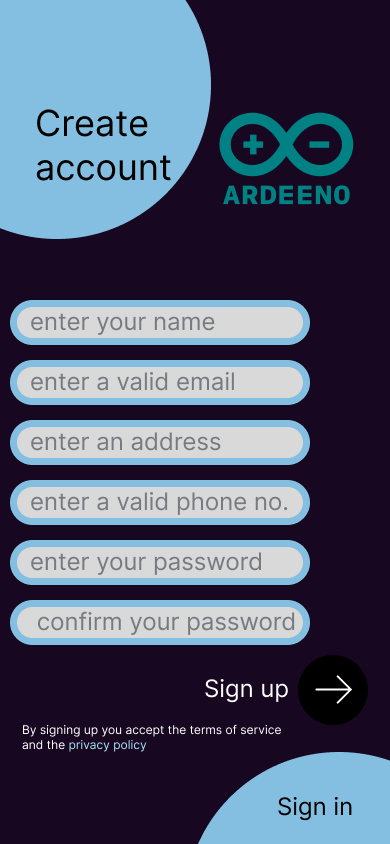 Create
account
ARDEENO
enter your name
enter a valid email
enter an address
enter a valid phone no.
enter your password
confirm your password
Sign up
By signing up you accept the terms of service
and the privacy policy
Sign in